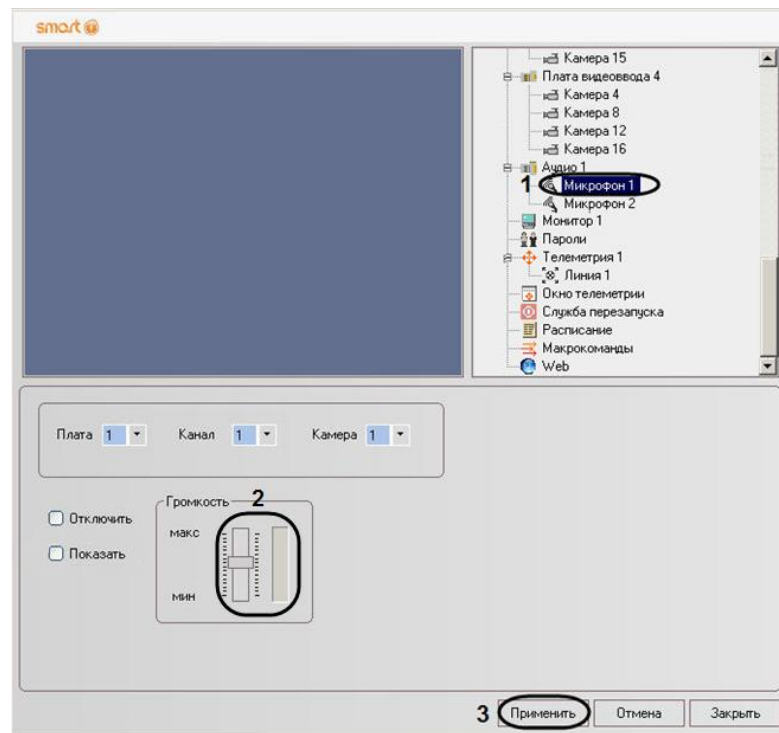 smart
Камера 15
Плата видеоввода 4
Камера 4
Камера 8
Камера 12
Камера 16
Аудио 1
1 Микрофон 1
Микрофон 2
Монитор 1
Пароли
Телеметрия 1
Линия 1
Окно телеметрии
Служба перезапуска
Расписание
Макрокоманды
Web
Плата 1 Канал 1 Камера 1
Громкость 2
Отключить
макс
Показать
мин
3 Применить Отмена Закрыть